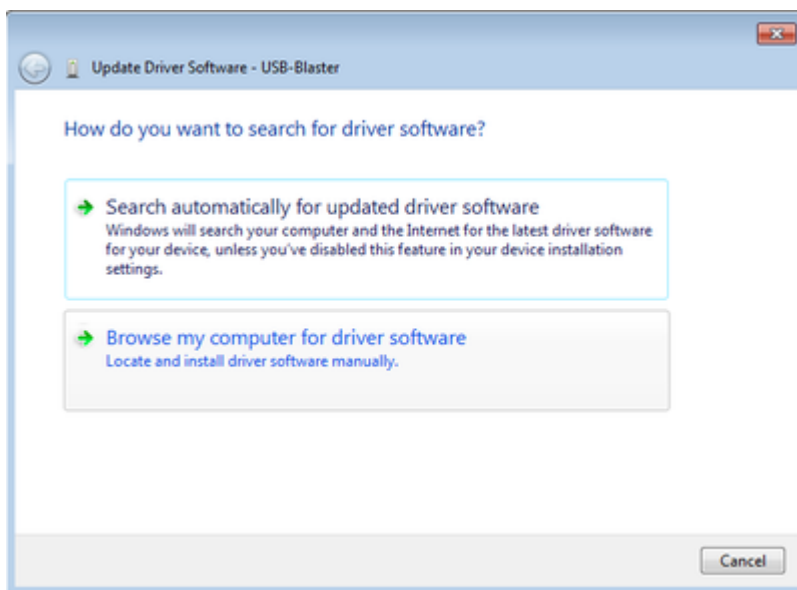 Update Driver Software - USB-Blaster
How do you want to search for driver software?
Search automatically for updated driver software
Windows will search your computer and the Internet for the latest driver software
for your device, unless you've disabled this feature in your device installation
settings.
Browse my computer for driver software
Locate and install driver software manually.
Cancel